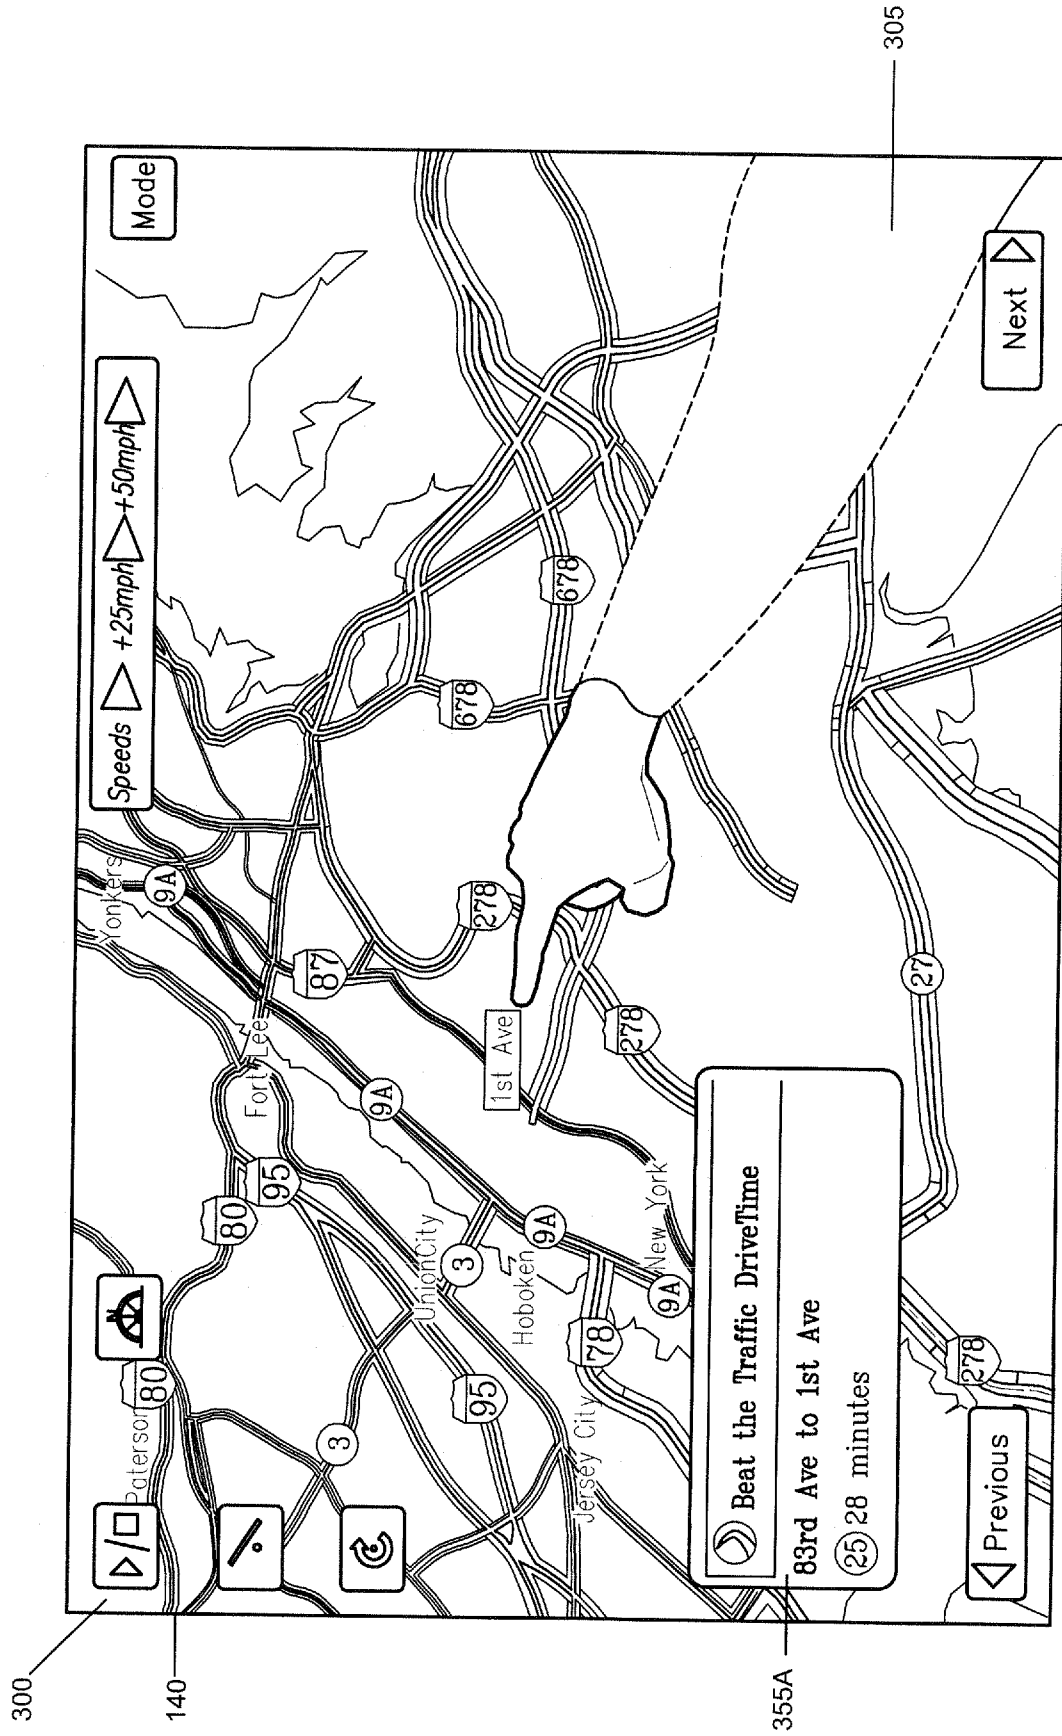 300
140
▷/□
Paterson
80
Speeds ▷ +25mph ▷ +50mph ▷
Mode
Yonkers
9A
80
95
Fort Lee
87
3
UnionCity
9A
278
678
678
3
Hoboken
9A
1st Ave
95
78
New York
9A
278
Jersey City
355A
Beat the Traffic DriveTime
83rd Ave to 1st Ave
25 28 minutes
27
278
305
◁ Previous
Next ▷